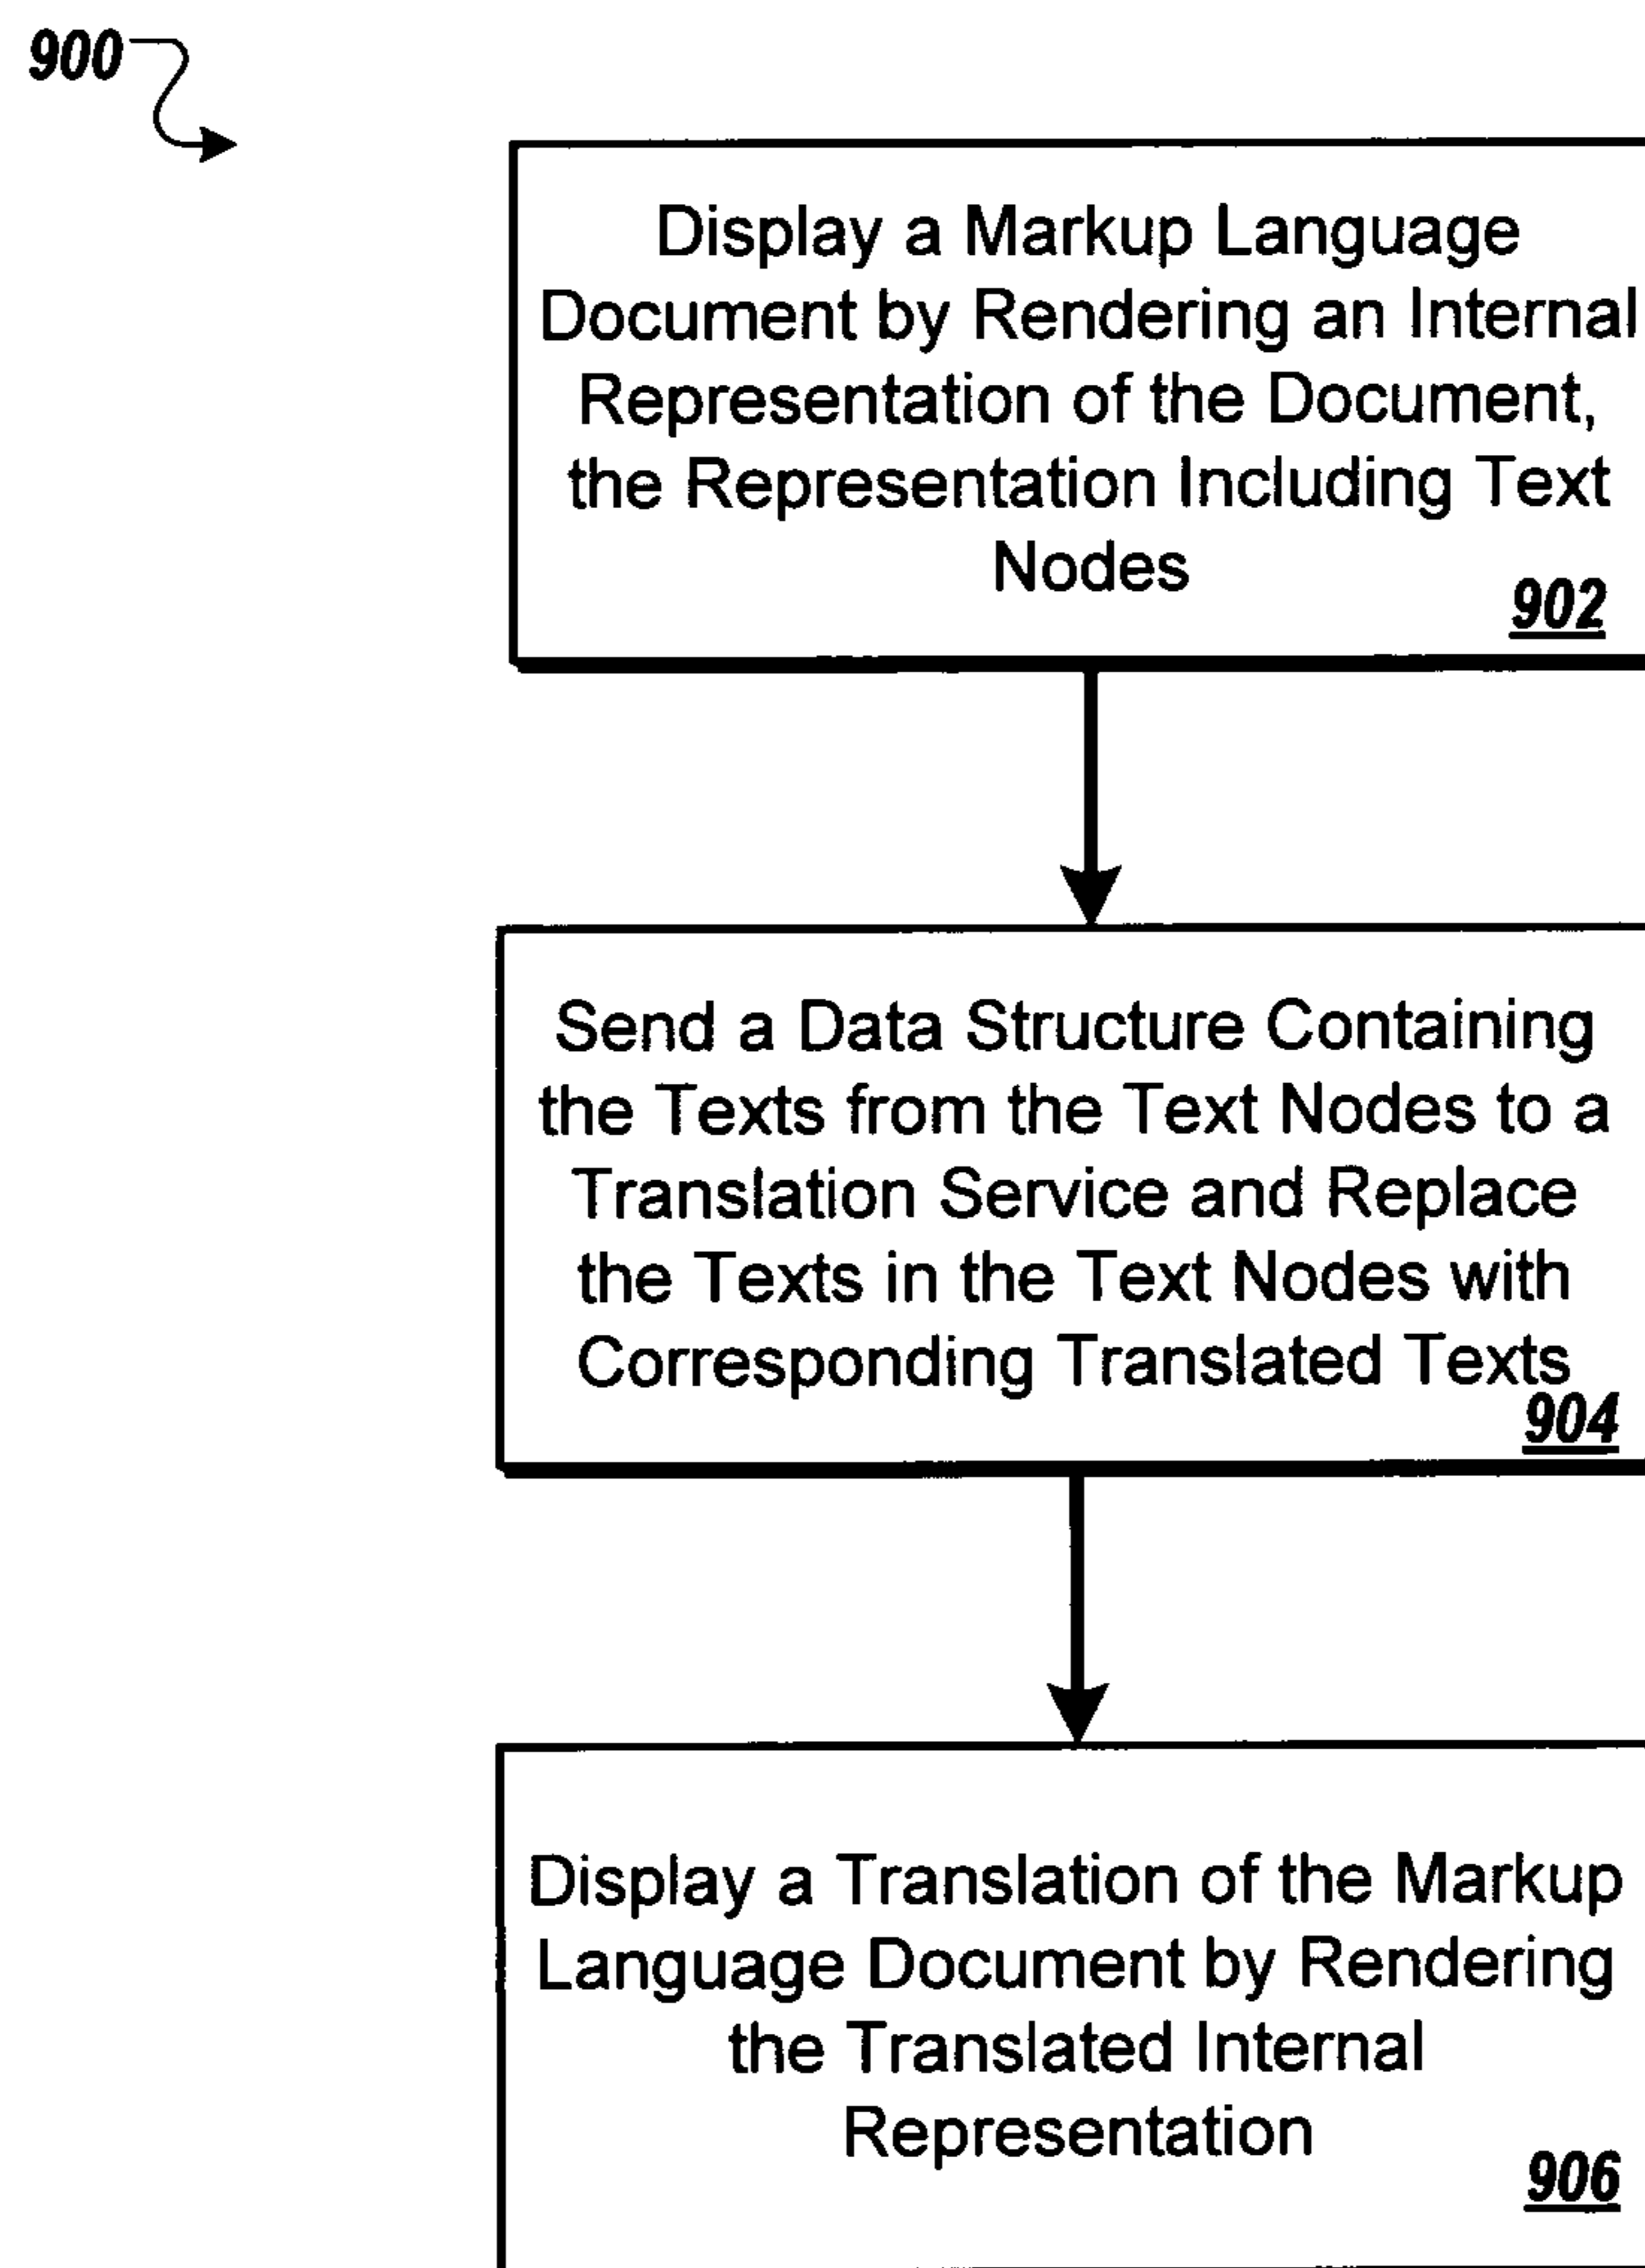 900
Display a Markup Language
Document by Rendering an Internal
Representation of the Document,
the Representation Including Text
Nodes
902
Send a Data Structure Containing
the Texts from the Text Nodes to a
Translation Service and Replace
the Texts in the Text Nodes with
Corresponding Translated Texts
904
Display a Translation of the Markup
Language Document by Rendering
the Translated Internal
Representation
906